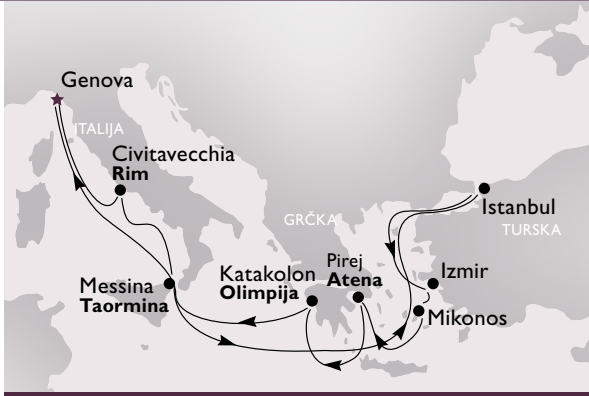 Genova
ITALIJA
Civitavecchia
Rim
Istanbul
GRČKA
TURSKA
Pirej
Atena
Katakolon
Olimpija
Izmir
Messina
Taormina
Mikonos